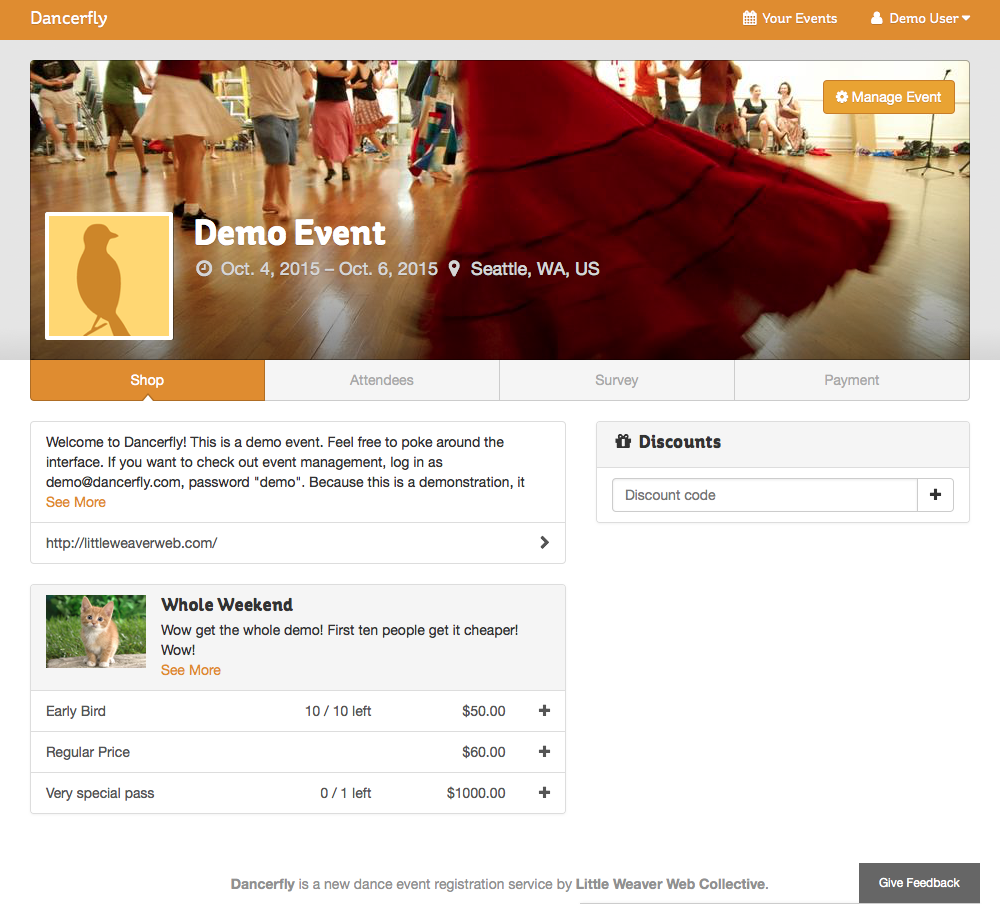 Dancerfly
Your Events
Demo User
Manage Event
Demo Event
Oct. 4, 2015 – Oct. 6, 2015
Seattle, WA, US
Shop
Attendees
Survey
Payment
Welcome to Dancerfly! This is a demo event. Feel free to poke around the
interface. If you want to check out event management, log in as
demo@dancerfly.com, password "demo". Because this is a demonstration, it
See More
http://littleweaverweb.com/
Discounts
Discount code
Whole Weekend
Wow get the whole demo! First ten people get it cheaper!
Wow!
See More
Early Bird 10 / 10 left $50.00
Regular Price $60.00
Very special pass 0 / 1 left $1000.00
Dancerfly is a new dance event registration service by Little Weaver Web Collective.
Give Feedback